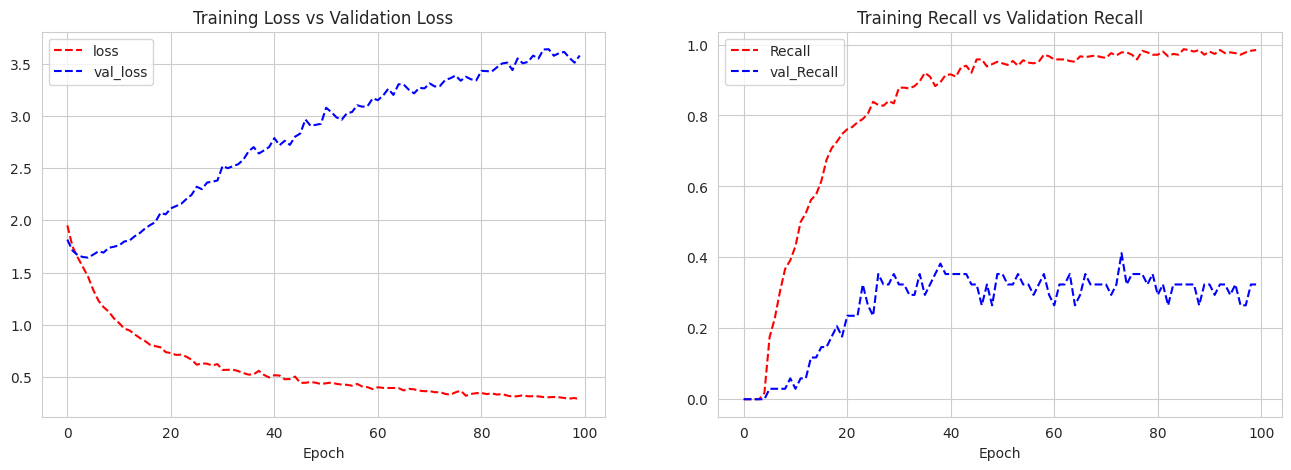 Training Loss vs Validation Loss
loss
val_loss
3.5
3.0
2.5
2.0
1.5
1.0
0.5
0 20 40 60 80 100
Epoch
Training Recall vs Validation Recall
Recall
val_Recall
1.0
0.8
0.6
0.4
0.2
0.0
0 20 40 60 80 100
Epoch